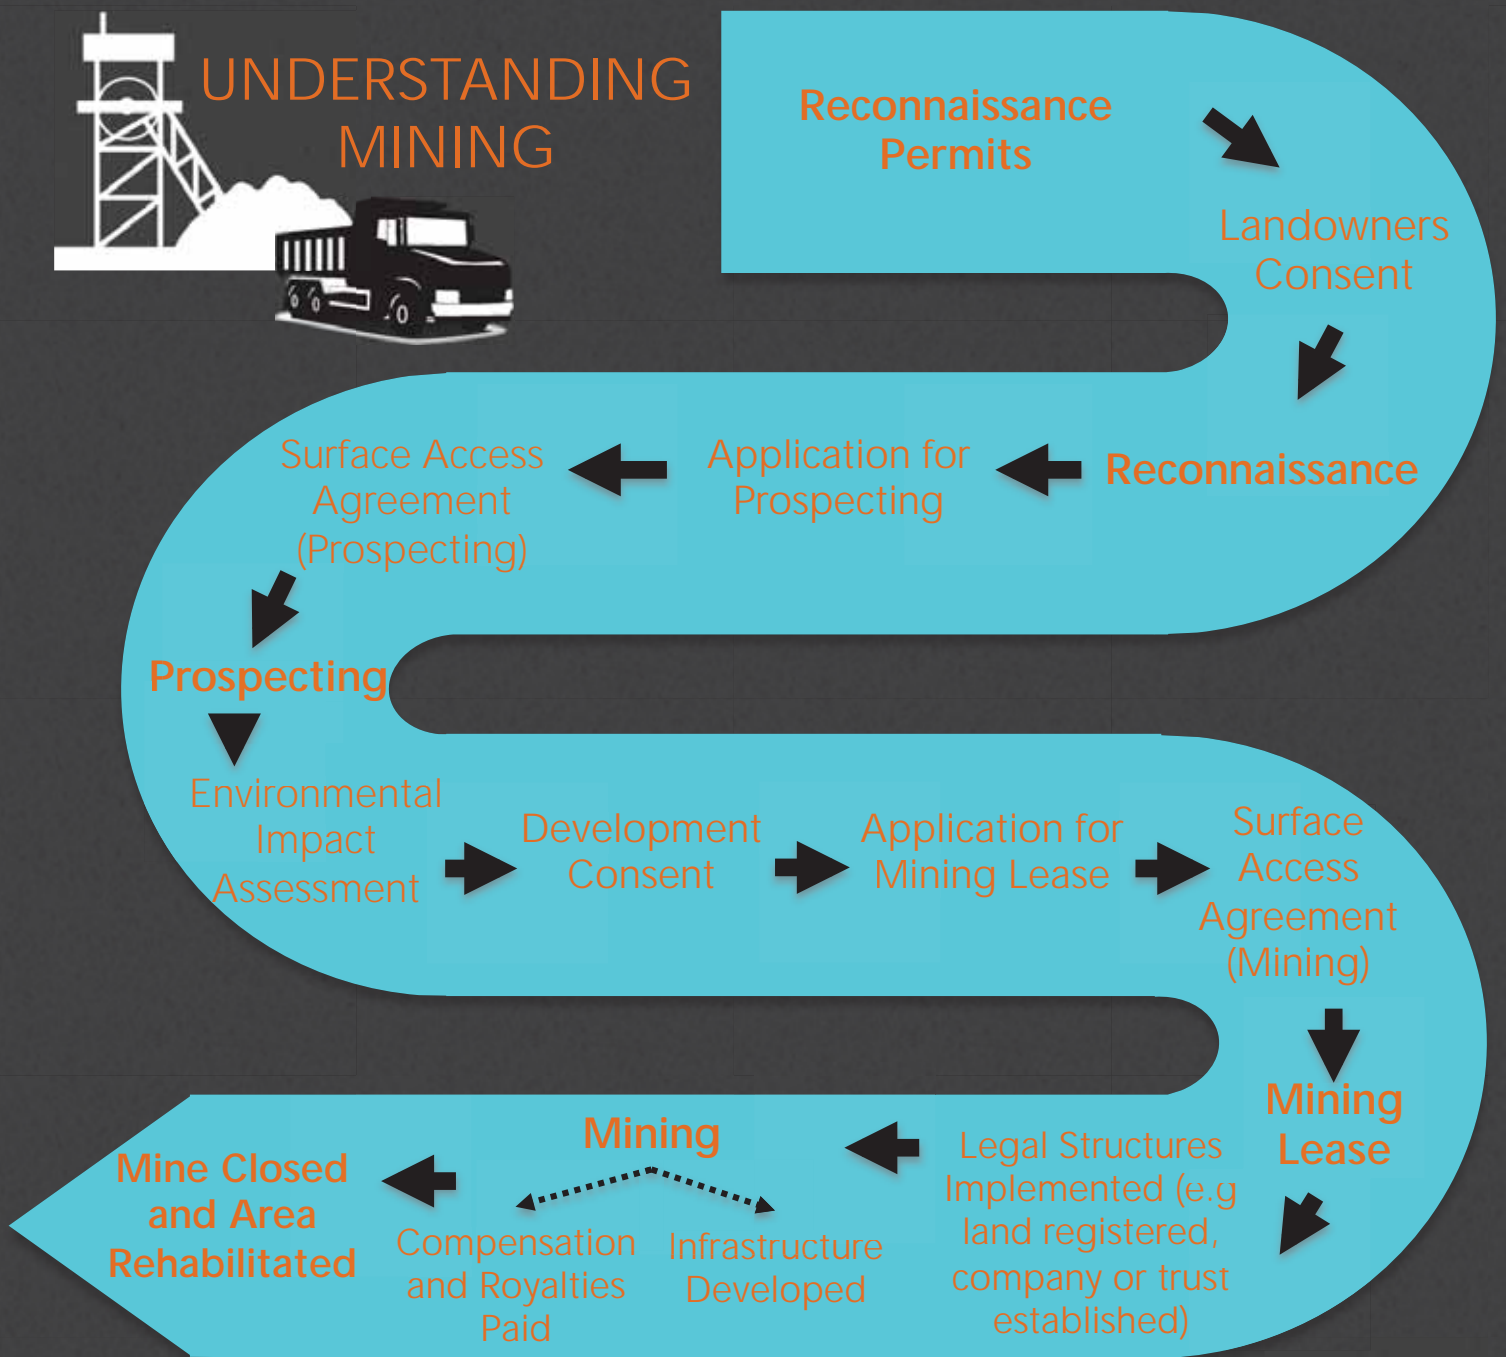 UNDERSTANDING
MINING
Reconnaissance
Permits
Landowners
Consent
Reconnaissance
Application for
Prospecting
Surface Access
Agreement
(Prospecting)
Prospecting
Environmental
Impact
Assessment
Development
Consent
Application for
Mining Lease
Surface
Access
Agreement
(Mining)
Mining
Lease
Legal Structures
Implemented (e.g
land registered,
company or trust
established)
Mining
Compensation
and Royalties
Paid
Infrastructure
Developed
Mine Closed
and Area
Rehabilitated